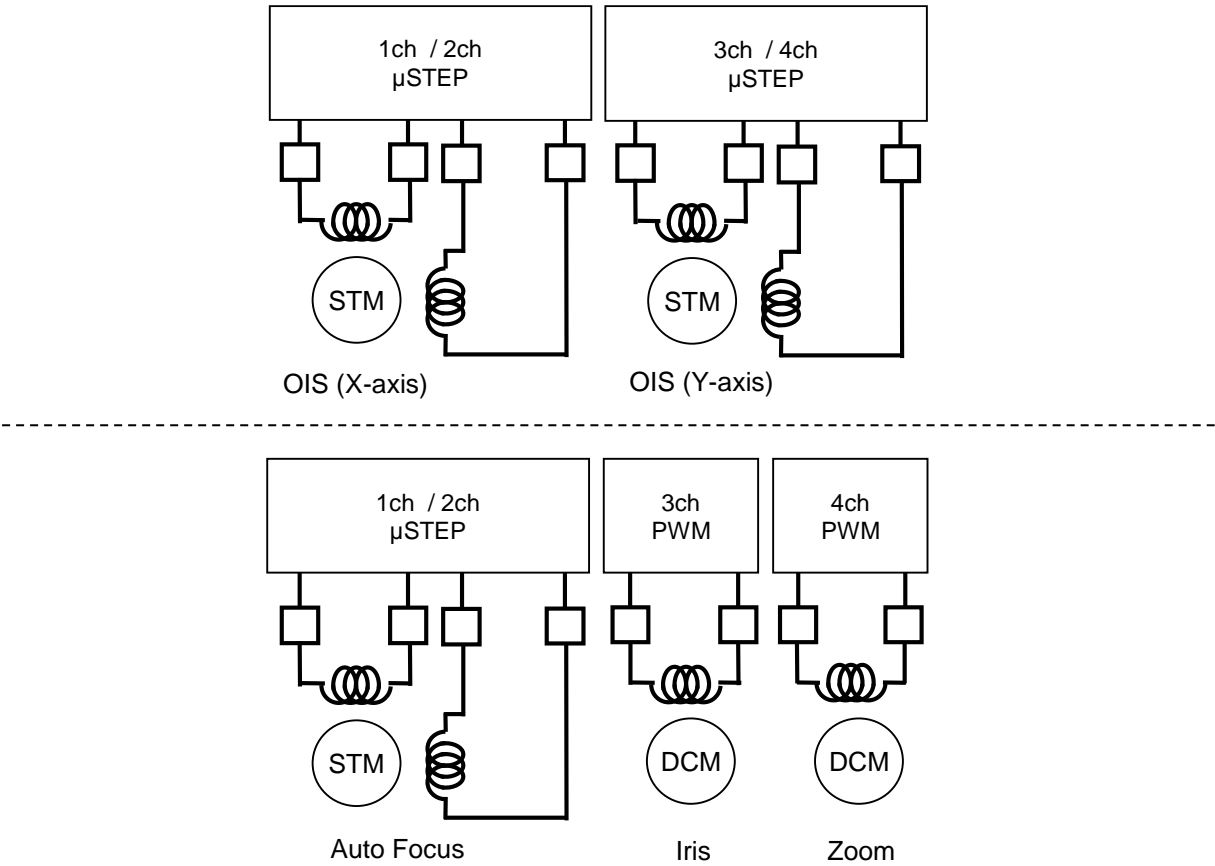 1ch / 2ch
µSTEP
3ch / 4ch
µSTEP
STM
STM
OIS (X-axis)
OIS (Y-axis)
1ch / 2ch
µSTEP
3ch
PWM
4ch
PWM
STM
DCM
DCM
Auto Focus
Iris
Zoom